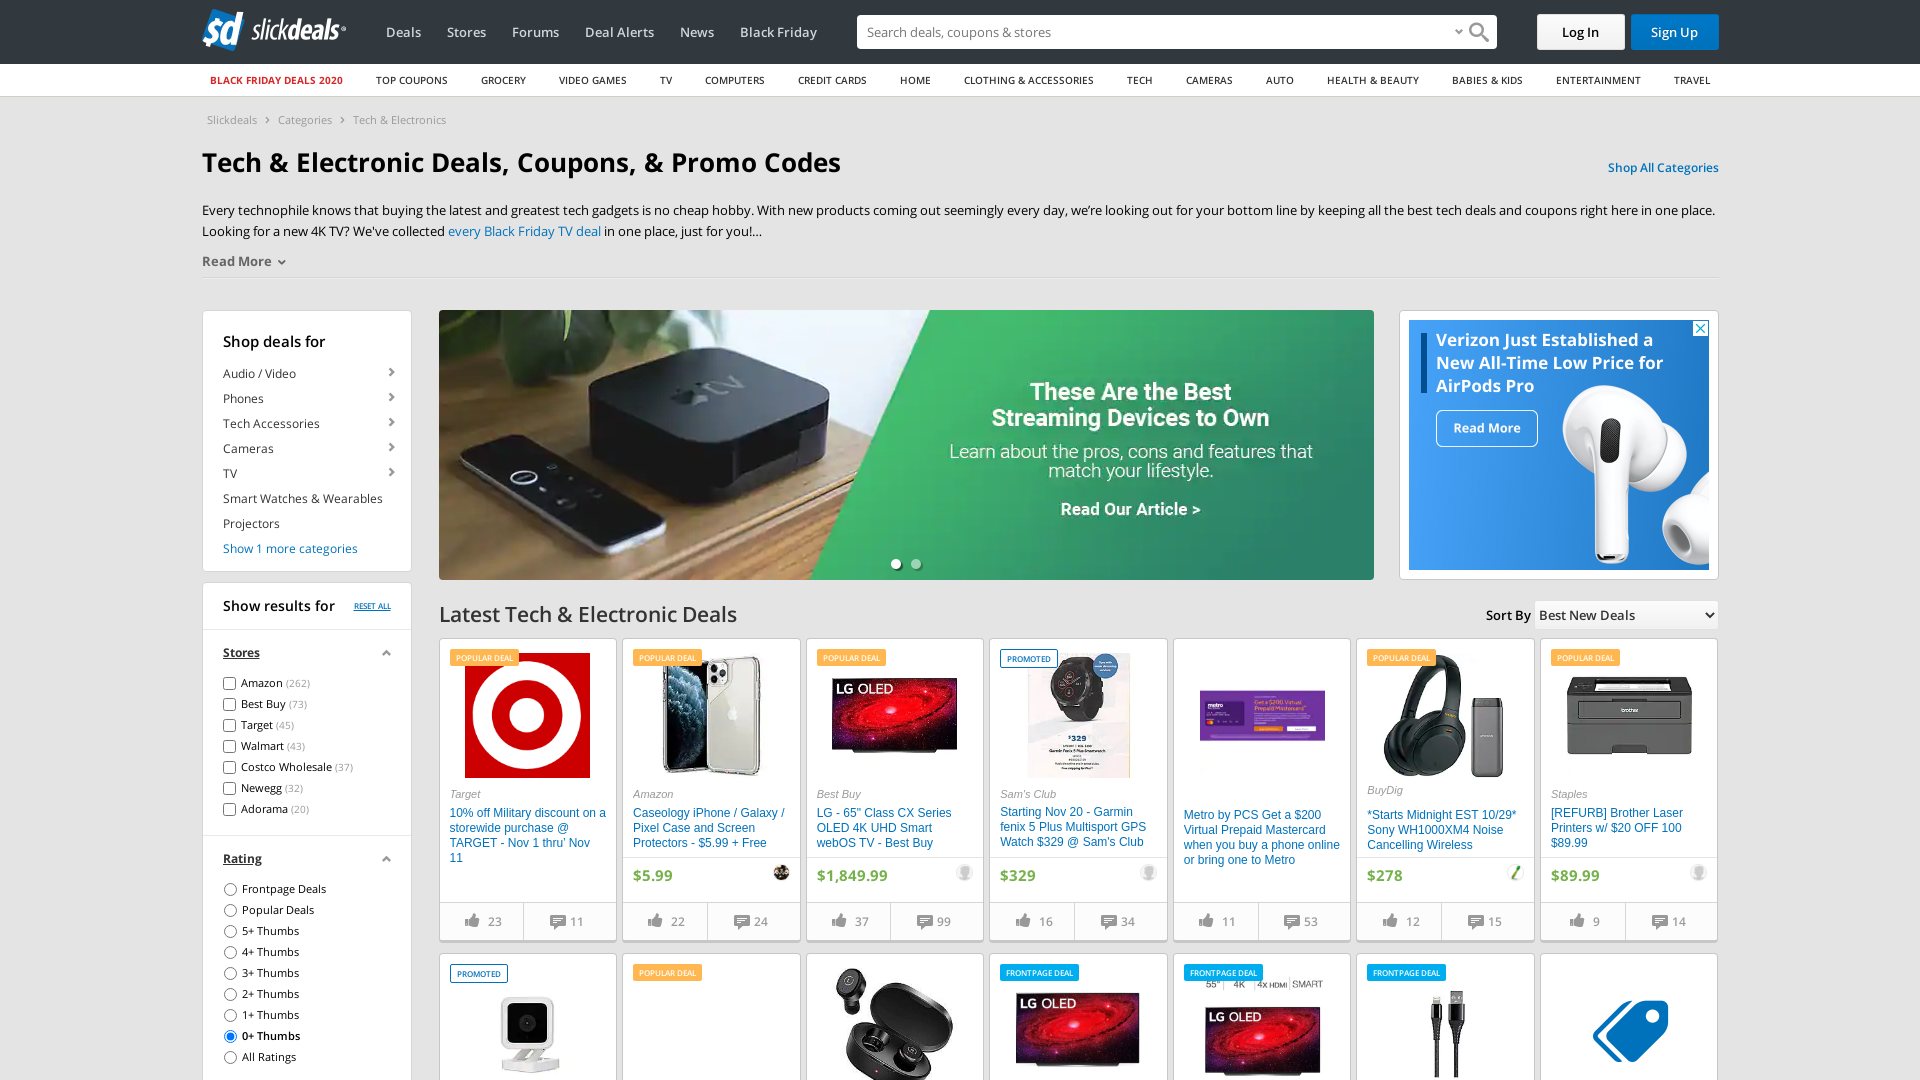 slickdeals
Deals
Stores
Forums
Deal Alerts
News
Black Friday
Search deals, coupons & stores
Log In
Sign Up
BLACK FRIDAY DEALS 2020
TOP COUPONS
GROCERY
VIDEO GAMES
TV
COMPUTERS
CREDIT CARDS
HOME
CLOTHING & ACCESSORIES
TECH
CAMERAS
AUTO
HEALTH & BEAUTY
BABIES & KIDS
ENTERTAINMENT
TRAVEL
Slickdeals > Categories > Tech & Electronics
Tech & Electronic Deals, Coupons, & Promo Codes
Shop All Categories
Every technophile knows that buying the latest and greatest tech gadgets is no cheap hobby. With new products coming out seemingly every day, we’re looking out for your bottom line by keeping all the best tech deals and coupons right here in one place.
Looking for a new 4K TV? We've collected every Black Friday TV deal in one place, just for you!...
Read More
Shop deals for
Audio / Video
Phones
Tech Accessories
Cameras
TV
Smart Watches & Wearables
Projectors
Show 1 more categories
Show results for
RESET ALL
Stores
Amazon (262)
Best Buy (73)
Target (45)
Walmart (43)
Costco Wholesale (37)
Newegg (32)
Adorama (20)
Rating
Frontpage Deals
Popular Deals
5+ Thumbs
4+ Thumbs
3+ Thumbs
2+ Thumbs
1+ Thumbs
0+ Thumbs
All Ratings
tv
These Are the Best
Streaming Devices to Own
Learn about the pros, cons and features that
match your lifestyle.
Read Our Article >
Verizon Just Established a
New All-Time Low Price for
AirPods Pro
Read More
Latest Tech & Electronic Deals
Sort By
Best New Deals
POPULAR DEAL
Target
10% off Military discount on a
storewide purchase @
TARGET - Nov 1 thru' Nov
11
23
11
POPULAR DEAL
Amazon
Caseology iPhone / Galaxy /
Pixel Case and Screen
Protectors - $5.99 + Free
$5.99
22
24
POPULAR DEAL
LG OLED
Best Buy
LG - 65" Class CX Series
OLED 4K UHD Smart
webOS TV - Best Buy
$1,849.99
37
99
PROMOTED
$329
Sam's Club
Starting Nov 20 - Garmin
fenix 5 Plus Multisport GPS
Watch $329 @ Sam's Club
$329
16
34
metro
Get a $200 Virtual
Prepaid Mastercard
Metro by PCS Get a $200
Virtual Prepaid Mastercard
when you buy a phone online
or bring one to Metro
11
53
POPULAR DEAL
BuyDig
*Starts Midnight EST 10/29*
Sony WH1000XM4 Noise
Cancelling Wireless
$278
12
15
POPULAR DEAL
brother
Staples
[REFURB] Brother Laser
Printers w/ $20 OFF 100
$89.99
$89.99
9
14
PROMOTED
POPULAR DEAL
FRONTPAGE DEAL
LG OLED
FRONTPAGE DEAL
55" 4K 4X HDMI SMART
LG OLED
FRONTPAGE DEAL